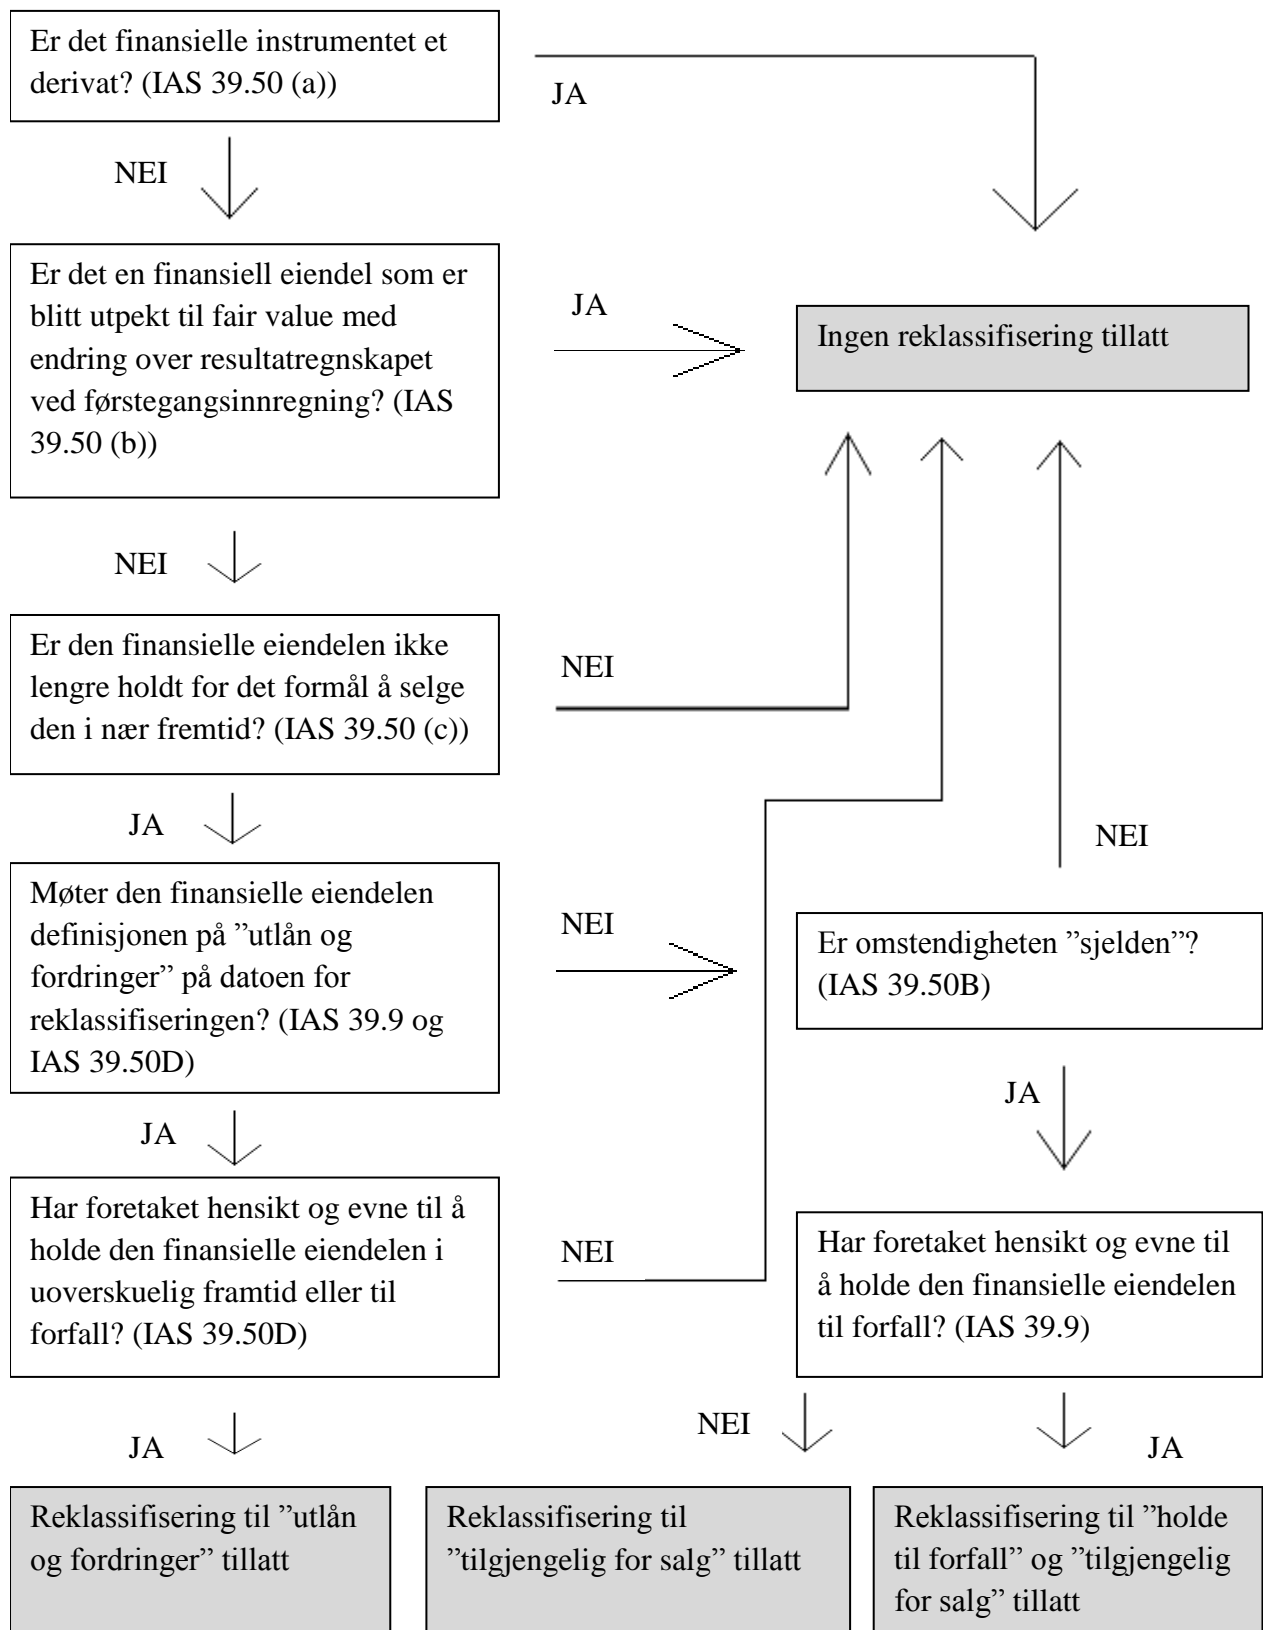 Er det finansielle instrumentet et
derivat? (IAS 39.50 (a))
JA
NEI
Er det en finansiell eiendel som er
blitt utpekt til fair value med
endring over resultatregnskapet
ved førstegangsinnregning? (IAS
39.50 (b))
JA
Ingen reklassifisering tillatt
NEI
Er den finansielle eiendelen ikke
lengre holdt for det formål å selge
den i nær fremtid? (IAS 39.50 (c))
NEI
JA
NEI
Møter den finansielle eiendelen
definisjonen på ”utlån og
fordringer” på datoen for
reklassifiseringen? (IAS 39.9 og
IAS 39.50D)
NEI
Er omstendigheten ”sjelden”?
(IAS 39.50B)
JA
JA
Har foretaket hensikt og evne til å
holde den finansielle eiendelen i
uoverskuelig framtid eller til
forfall? (IAS 39.50D)
NEI
Har foretaket hensikt og evne til
å holde den finansielle eiendelen
til forfall? (IAS 39.9)
JA
NEI
JA
Reklassifisering til ”utlån
og fordringer” tillatt
Reklassifisering til
”tilgjengelig for salg” tillatt
Reklassifisering til ”holde
til forfall” og ”tilgjengelig
for salg” tillatt